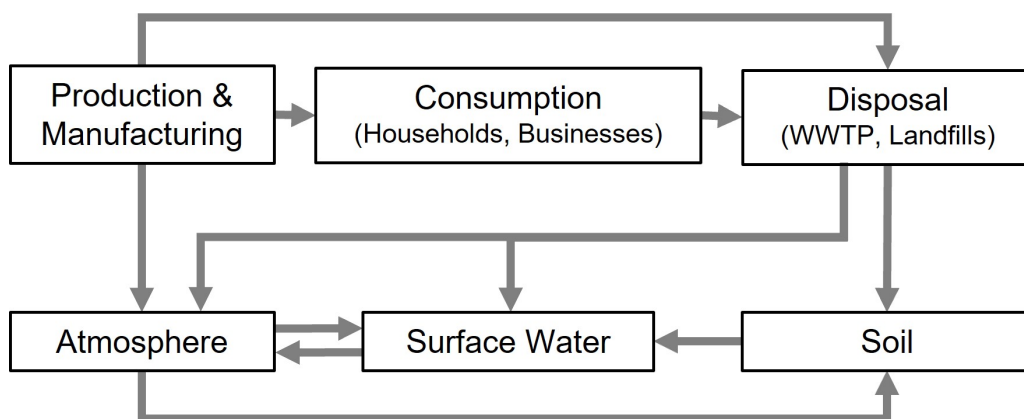 Production &
Manufacturing
Consumption
(Households, Businesses)
Disposal
(WWTP, Landfills)
Atmosphere
Surface Water
Soil